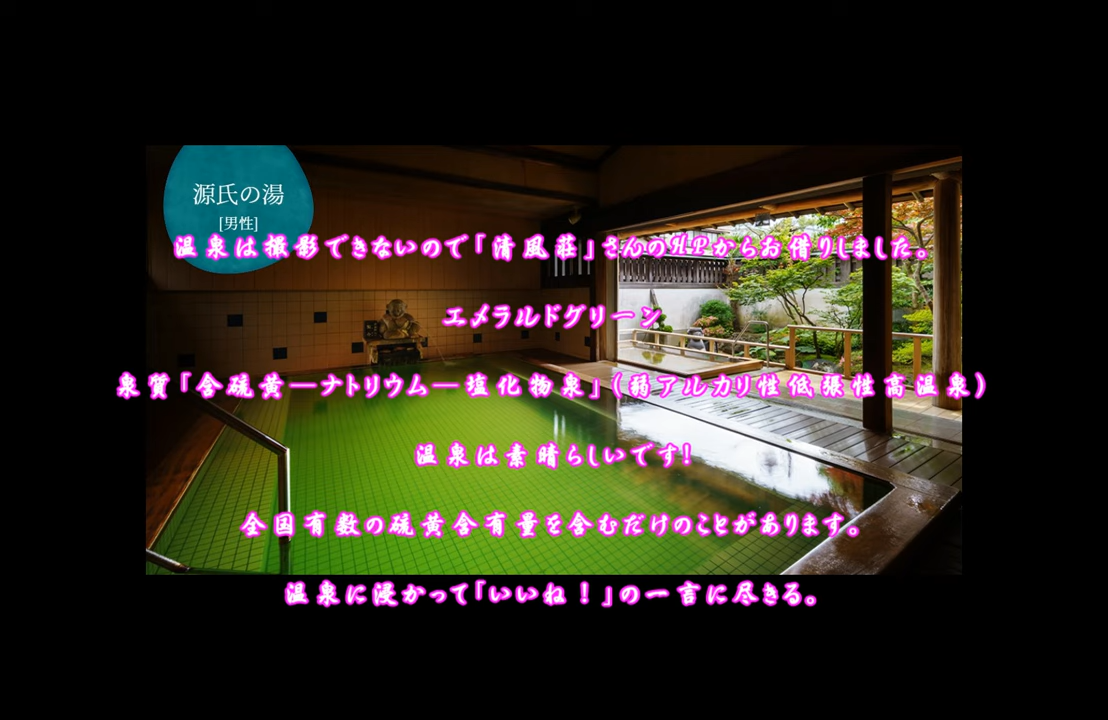 源氏の湯
[男性]
温泉は撮影できないので「清風荘」さんのHPからお借りしました。
エメラルドグリーン
泉質「含硫黄―ナトリウム―塩化物泉」（弱アルカリ性低張性高温泉）
温泉は素晴らしいです!
全国有数の硫黄含有量を含むだけのことがあります。
温泉に浸かって「いいね！」の一言に尽きる。